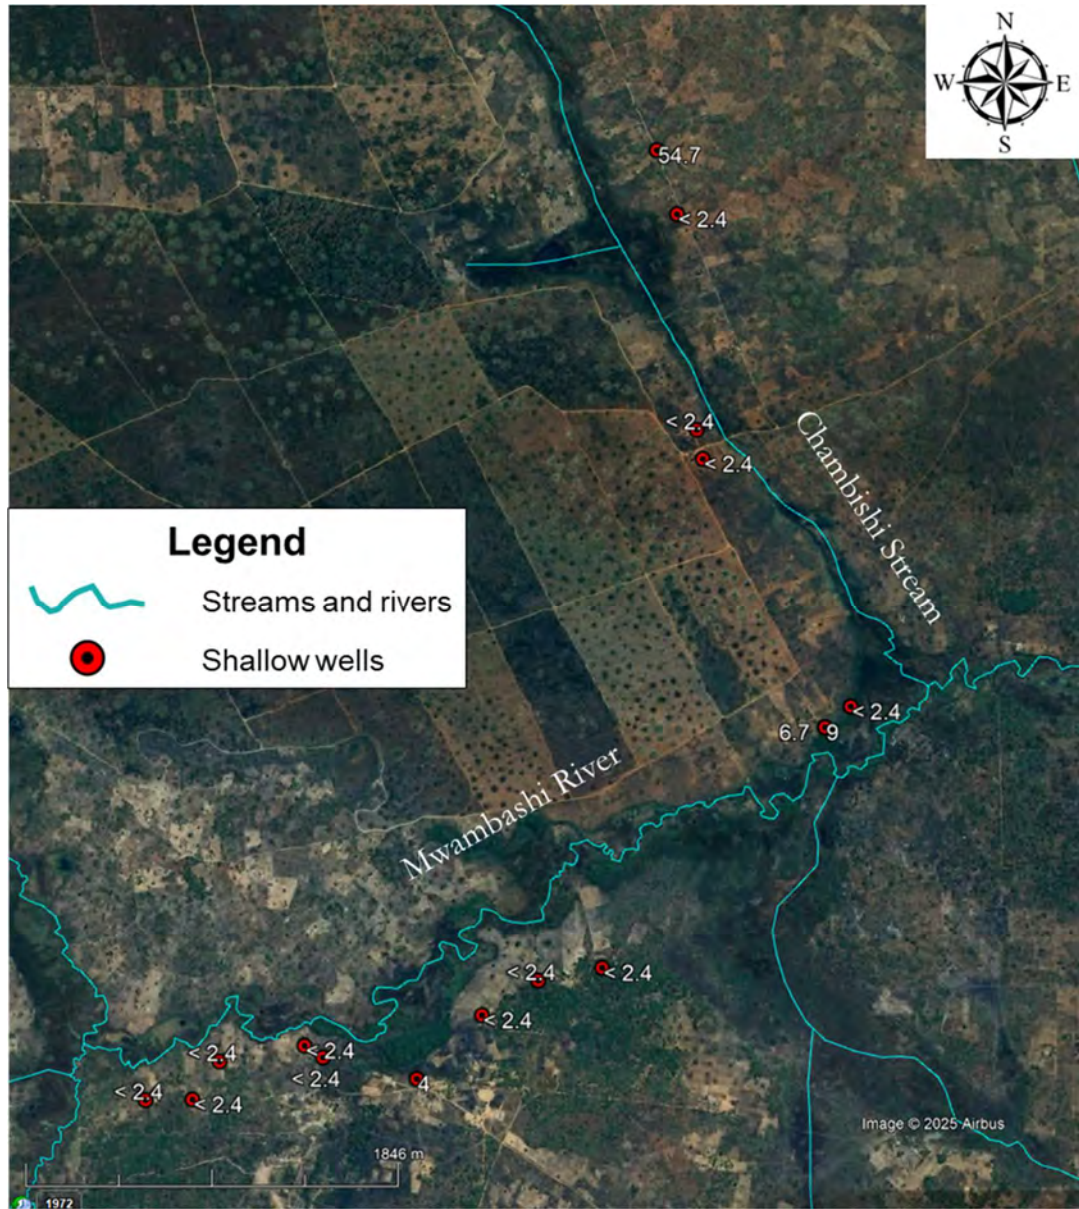 N
W E
S
54.7
< 2.4
< 2.4
< 2.4
Chambishi Stream
Legend
Streams and rivers
Shallow wells
< 2.4
6.7 9
Mwambashi River
< 2.4
< 2.4
< 2.4
< 2.4
< 2.4
< 2.4
4
< 2.4
< 2.4
Image © 2025 Airbus
1846 m
1972